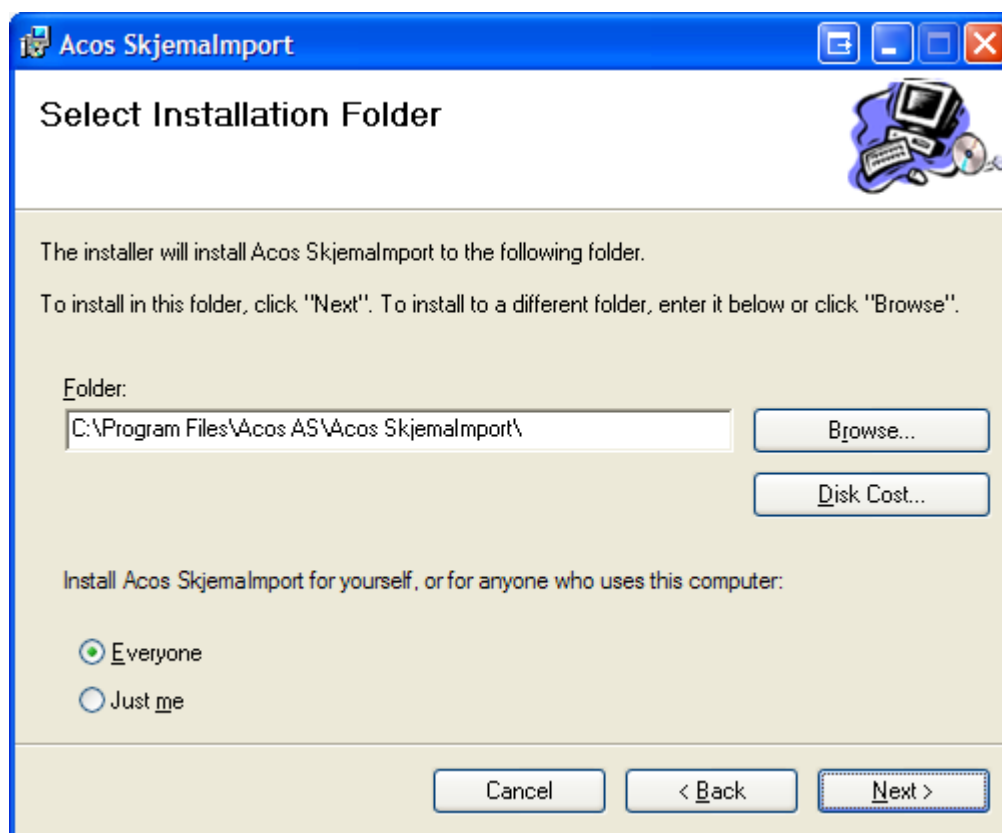 Acos SkjemaImport
Select Installation Folder
The installer will install Acos SkjemaImport to the following folder.
To install in this folder, click "Next". To install to a different folder, enter it below or click "Browse".
Folder:
C:\Program Files\Acos AS\Acos SkjemaImport\
Browse...
Disk Cost...
Install Acos SkjemaImport for yourself, or for anyone who uses this computer:
Everyone
Just me
Cancel
< Back
Next >